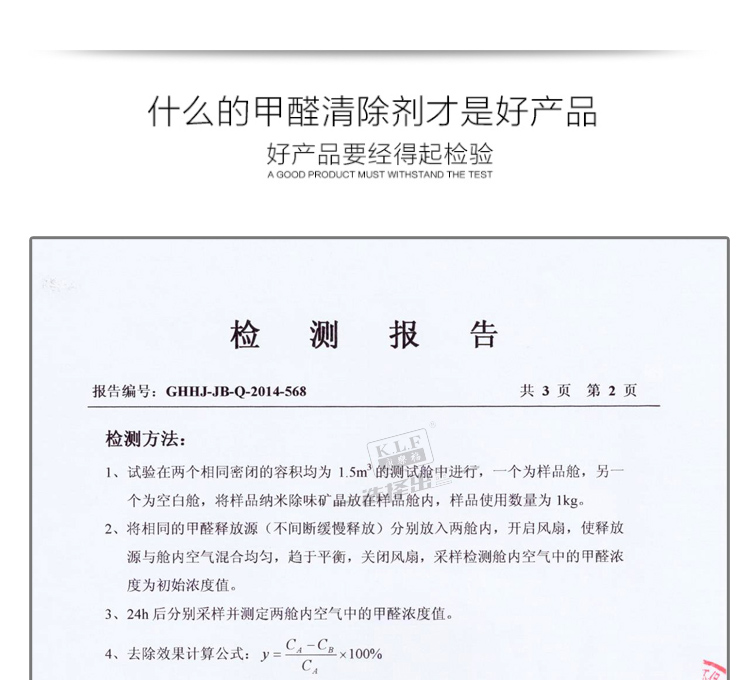 什么的甲醛清除剂才是好产品
好产品要经得起检验
A GOOD PRODUCT MUST WITHSTAND THE TEST
检 测 报 告
报告编号：GHHJ-JB-Q-2014-568 共 3 页 第 2 页
检测方法：
K.L.F
1、试验在两个相同密闭的容积均为 1.5m³ 的测试舱中进行，一个为样品舱，另一
个为空白舱，将样品纳米除味矿晶放在样品舱内，样品使用数量为 1kg。
2、将相同的甲醛释放源（不间断缓慢释放）分别放入两舱内，开启风扇，使释放
源与舱内空气混合均匀，趋于平衡，关闭风扇，采样检测舱内空气中的甲醛浓
度为初始浓度值。
3、24h 后分别采样并测定两舱内空气中的甲醛浓度值。
4、去除效果计算公式：y = (C_A − C_B) / C_A ×100%